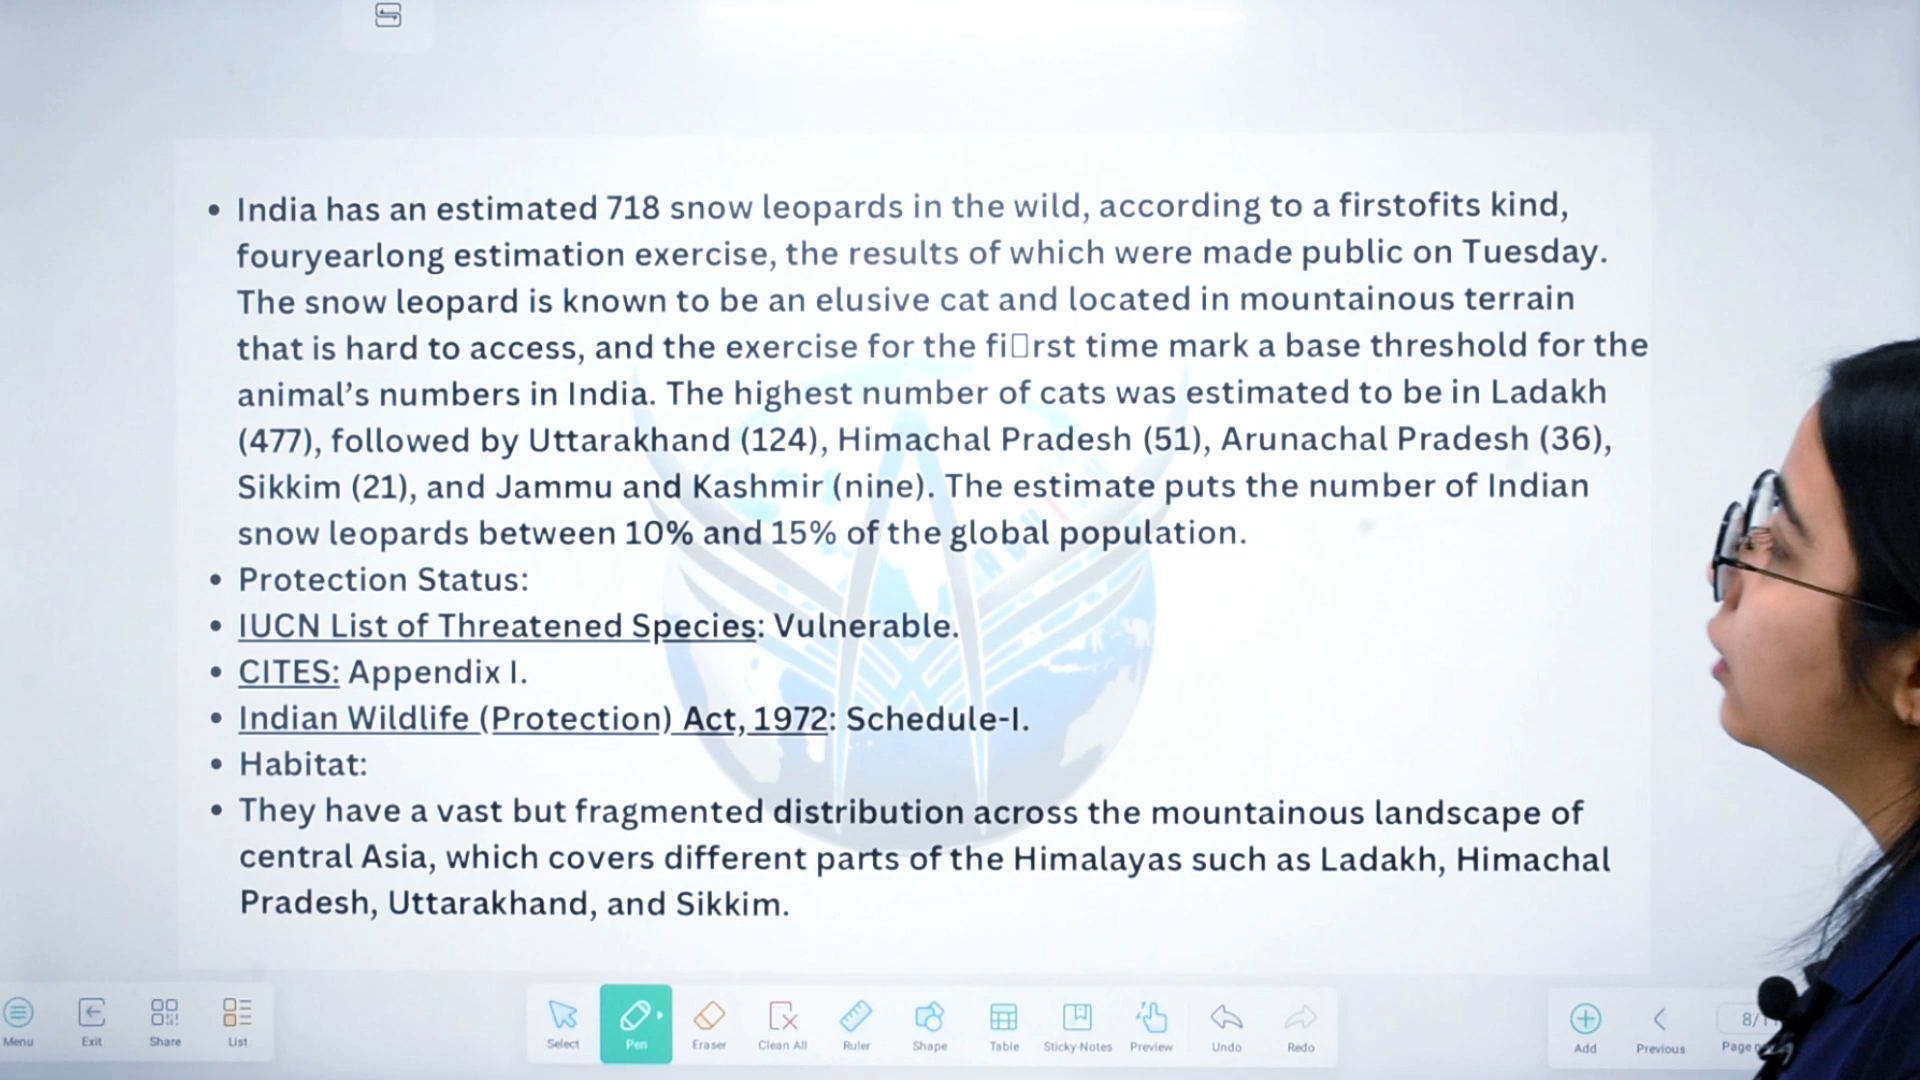 • India has an estimated 718 snow leopards in the wild, according to a firstofits kind,
fouryearlong estimation exercise, the results of which were made public on Tuesday.
The snow leopard is known to be an elusive cat and located in mountainous terrain
that is hard to access, and the exercise for the fi□rst time mark a base threshold for the
animal’s numbers in India. The highest number of cats was estimated to be in Ladakh
(477), followed by Uttarakhand (124), Himachal Pradesh (51), Arunachal Pradesh (36),
Sikkim (21), and Jammu and Kashmir (nine). The estimate puts the number of Indian
snow leopards between 10% and 15% of the global population.
• Protection Status:
• IUCN List of Threatened Species: Vulnerable.
• CITES: Appendix I.
• Indian Wildlife (Protection) Act, 1972: Schedule-I.
• Habitat:
• They have a vast but fragmented distribution across the mountainous landscape of
central Asia, which covers different parts of the Himalayas such as Ladakh, Himachal
Pradesh, Uttarakhand, and Sikkim.
Menu Exit Share List Select Pen Eraser Clean All Ruler Shape Table Sticky-Notes Preview Undo Redo Add Previous Page
8/